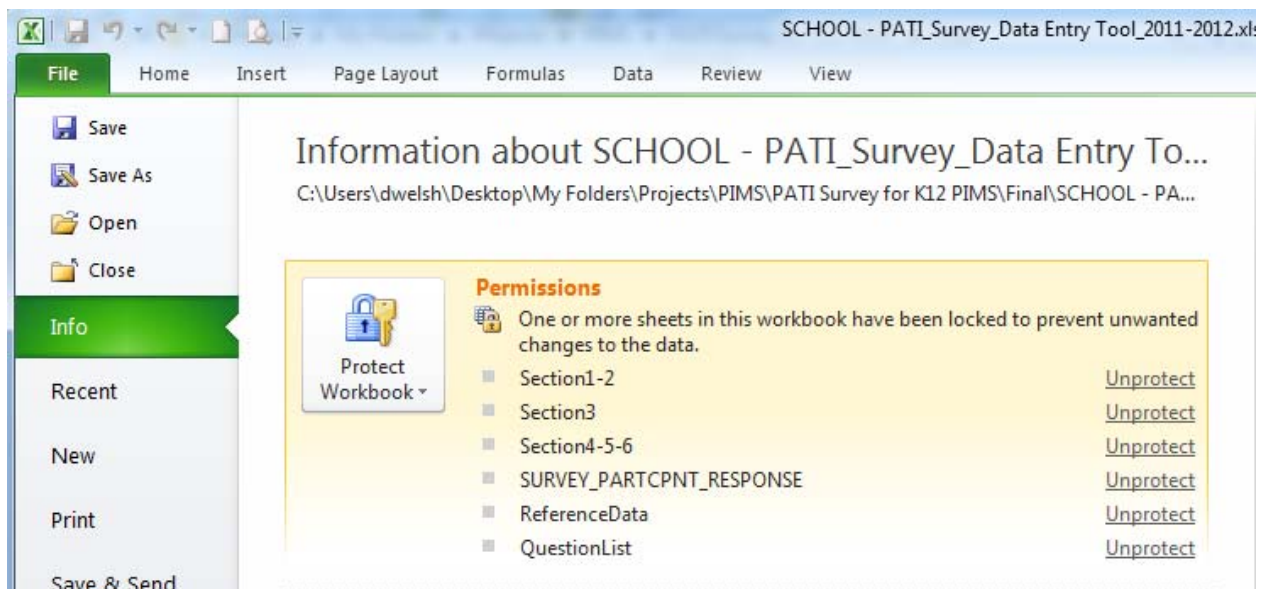 SCHOOL - PATI_Survey_Data Entry Tool_2011-2012.xls
File Home Insert Page Layout Formulas Data Review View
Save
Save As
Open
Close
Info
Recent
New
Print
Save & Send
Information about SCHOOL - PATI_Survey_Data Entry To...
C:\Users\dwelsh\Desktop\My Folders\Projects\PIMS\PATI Survey for K12 PIMS\Final\SCHOOL - PA...
Protect
Workbook
Permissions
One or more sheets in this workbook have been locked to prevent unwanted
changes to the data.
Section1-2 Unprotect
Section3 Unprotect
Section4-5-6 Unprotect
SURVEY_PARTCPNT_RESPONSE Unprotect
ReferenceData Unprotect
QuestionList Unprotect